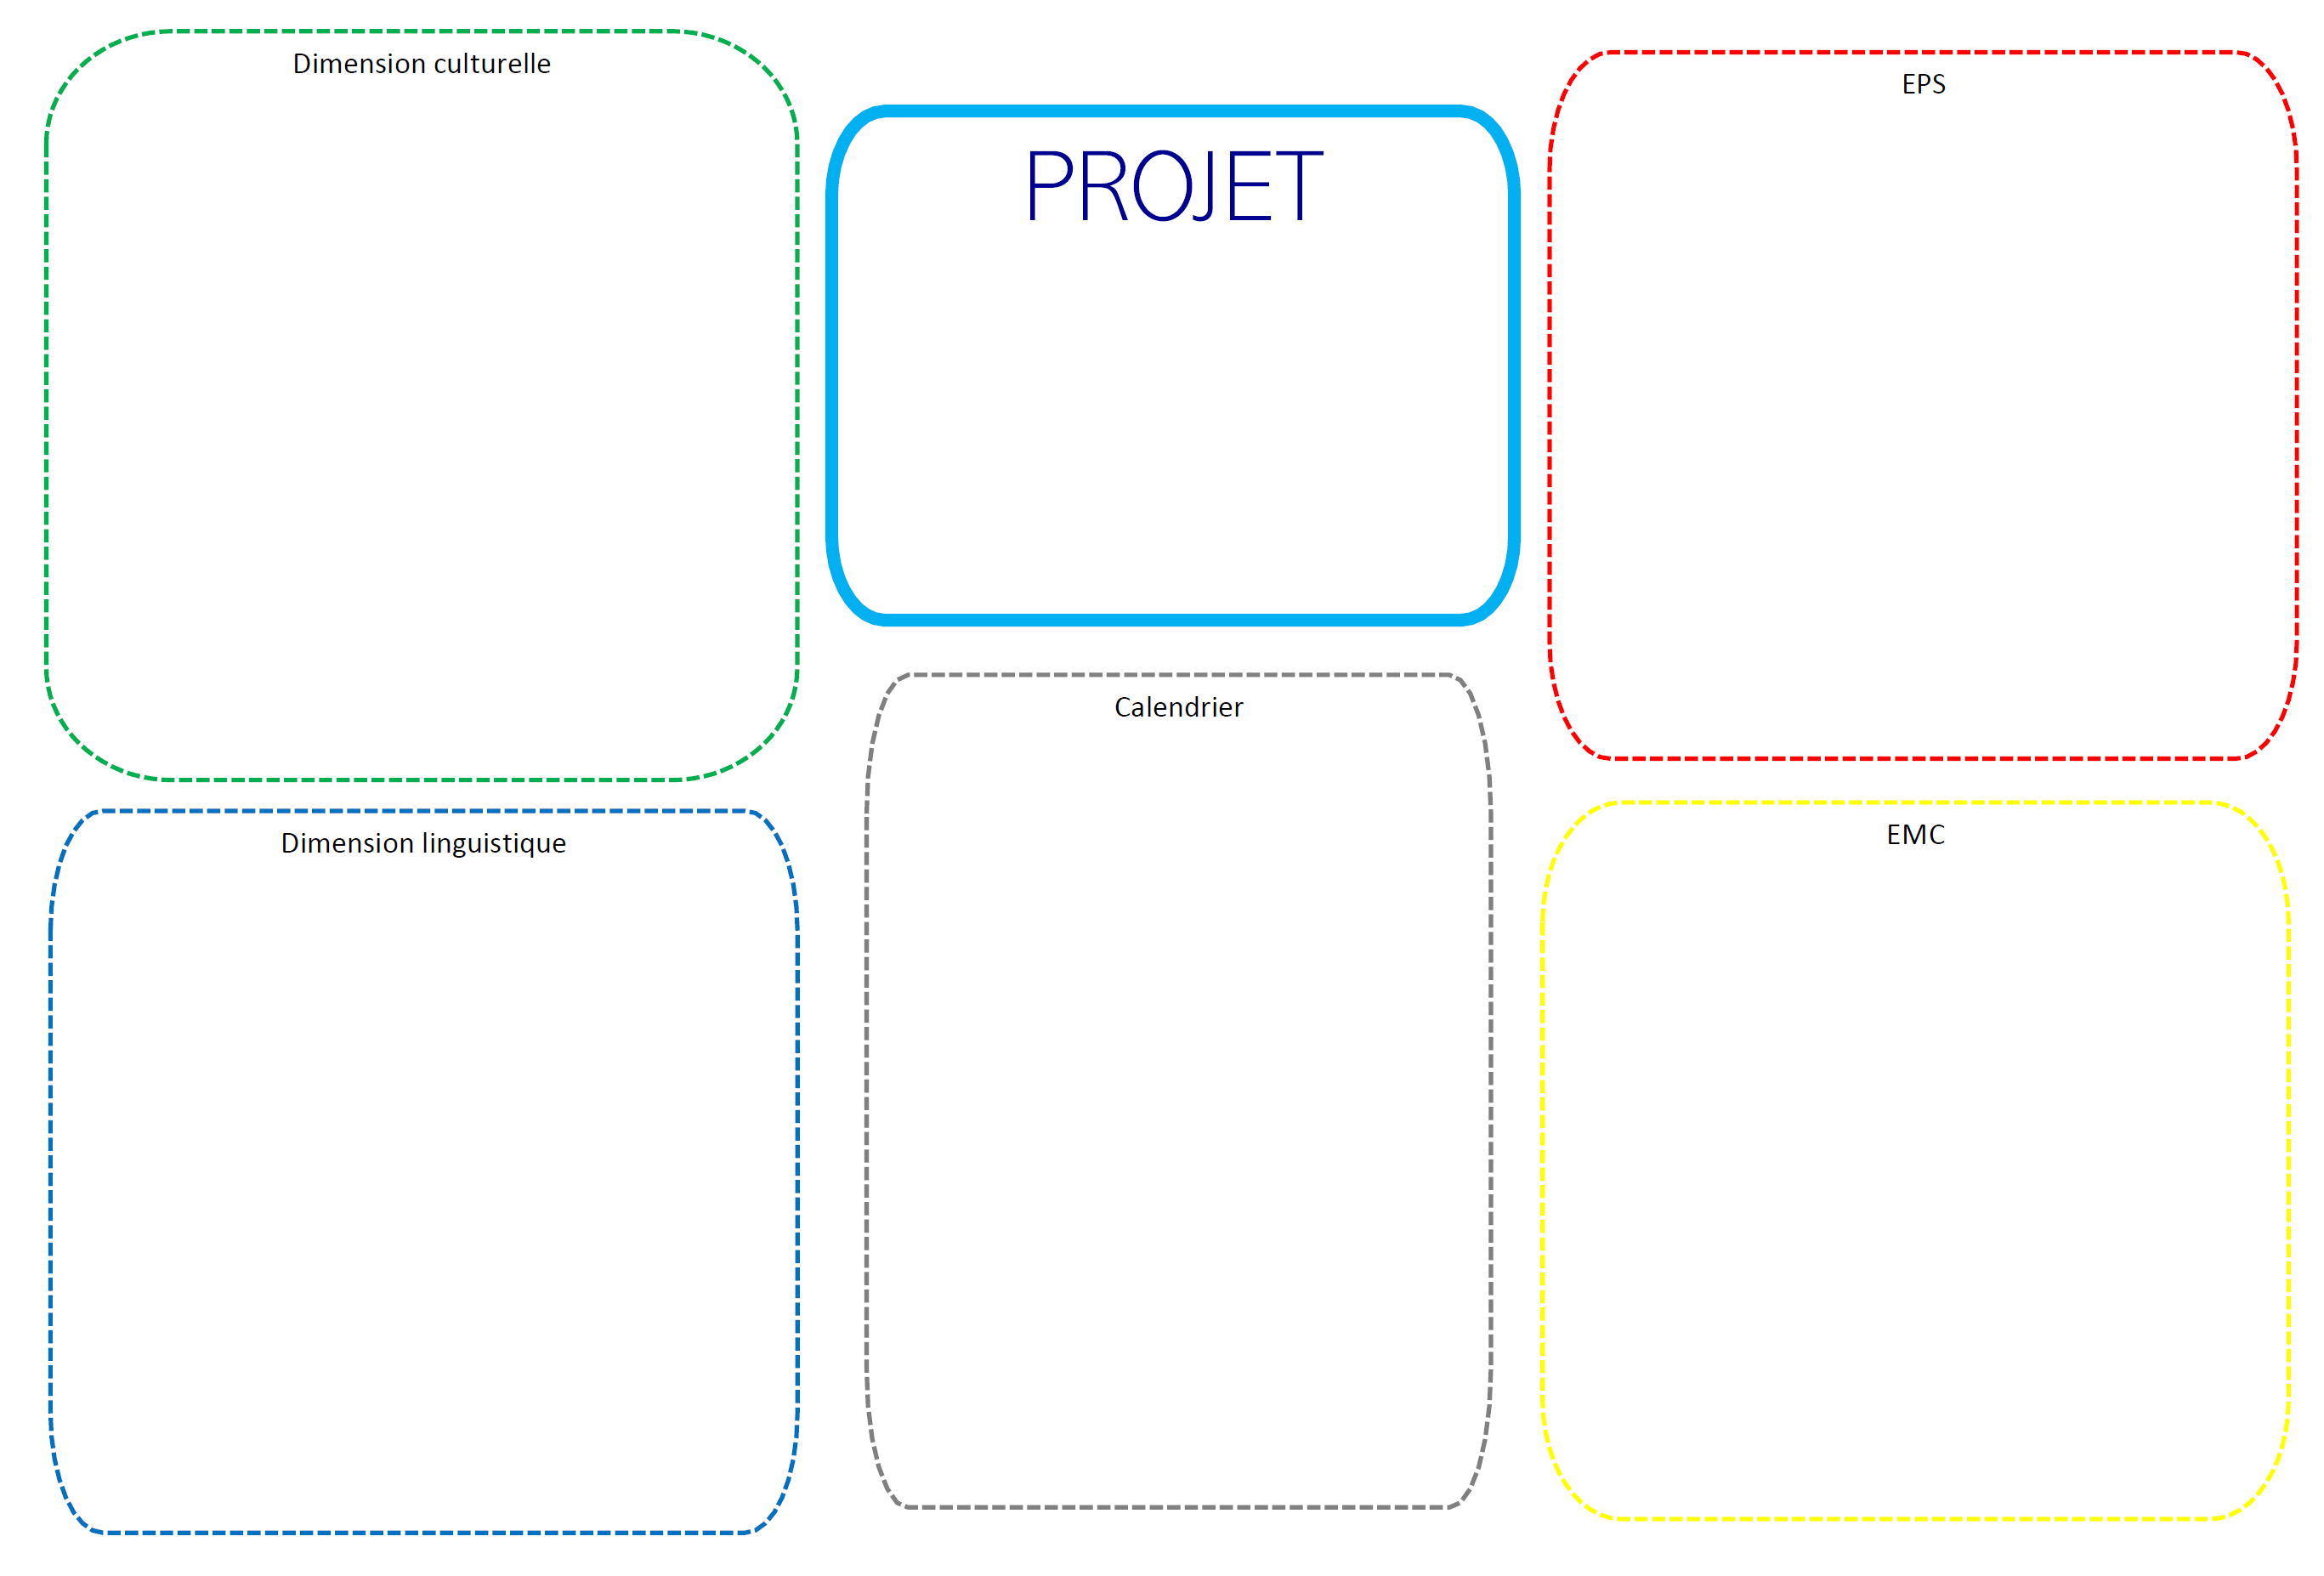 Dimension culturelle
PROJET
EPS
Calendrier
Dimension linguistique
EMC